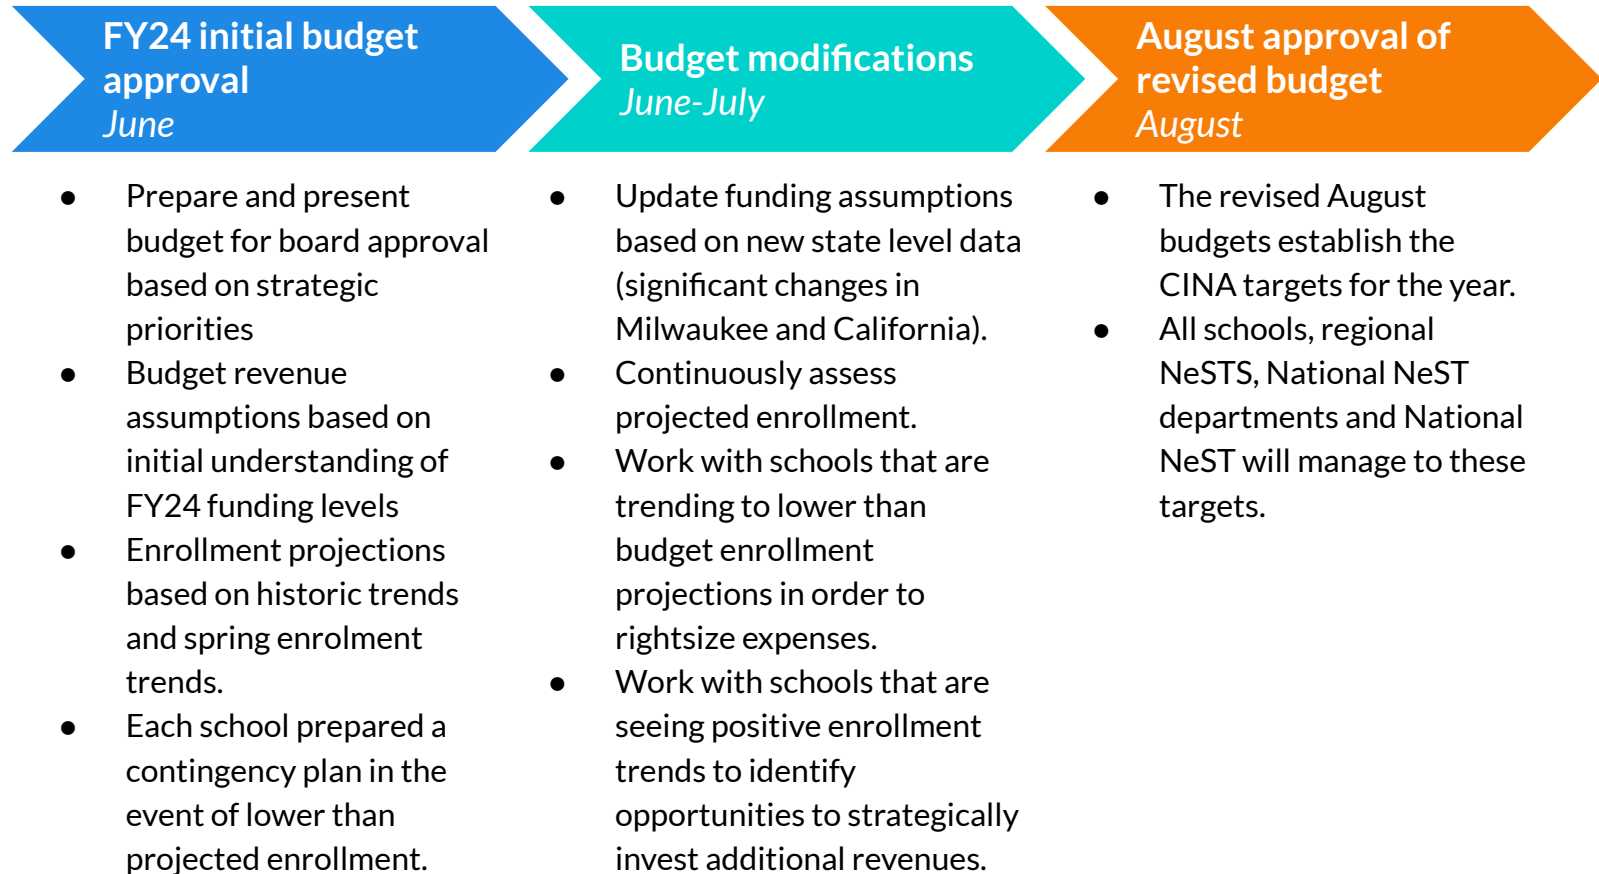 FY24 initial budget
approval
June
Budget modifications
June-July
August approval of
revised budget
August
● Prepare and present
budget for board approval
based on strategic
priorities
● Budget revenue
assumptions based on
initial understanding of
FY24 funding levels
● Enrollment projections
based on historic trends
and spring enrolment
trends.
● Each school prepared a
contingency plan in the
event of lower than
projected enrollment.
● Update funding assumptions
based on new state level data
(significant changes in
Milwaukee and California).
● Continuously assess
projected enrollment.
● Work with schools that are
trending to lower than
budget enrollment
projections in order to
rightsize expenses.
● Work with schools that are
seeing positive enrollment
trends to identify
opportunities to strategically
invest additional revenues.
● The revised August
budgets establish the
CINA targets for the year.
● All schools, regional
NeSTS, National NeST
departments and National
NeST will manage to these
targets.